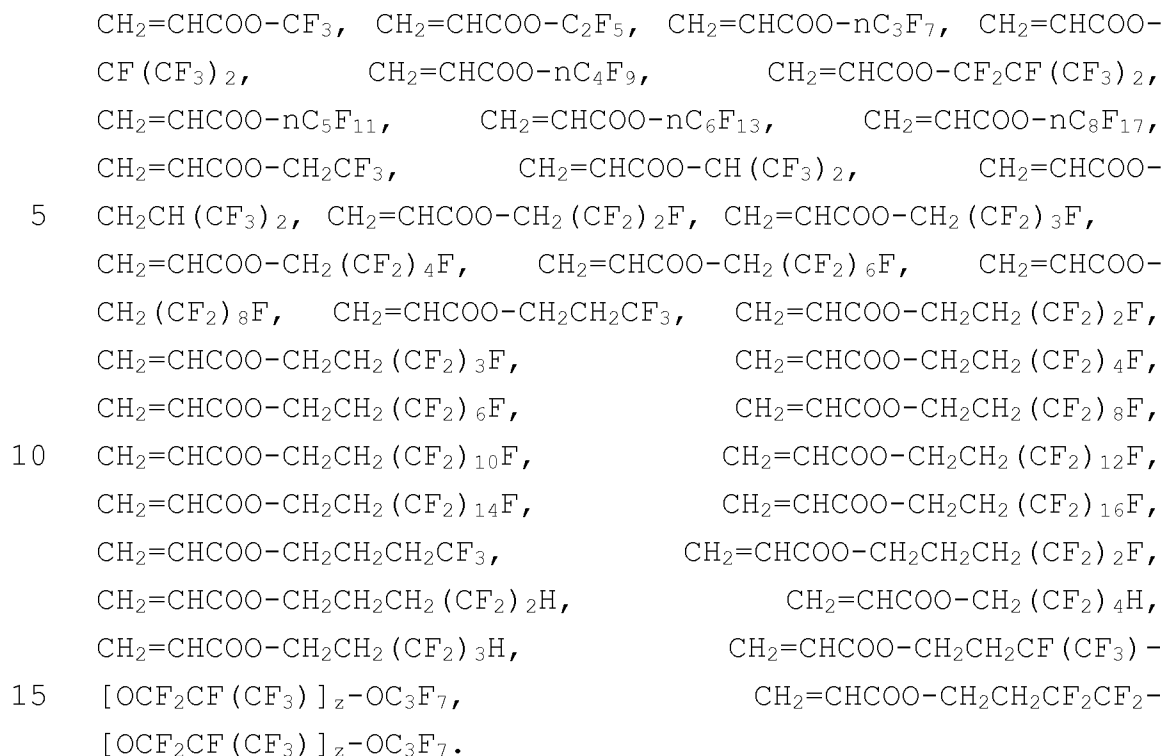 CH₂=CHCOO-CF₃, CH₂=CHCOO-C₂F₅, CH₂=CHCOO-nC₃F₇, CH₂=CHCOO-
CF(CF₃)₂, CH₂=CHCOO-nC₄F₉, CH₂=CHCOO-CF₂CF(CF₃)₂,
CH₂=CHCOO-nC₅F₁₁, CH₂=CHCOO-nC₆F₁₃, CH₂=CHCOO-nC₈F₁₇,
CH₂=CHCOO-CH₂CF₃, CH₂=CHCOO-CH(CF₃)₂, CH₂=CHCOO-
5 CH₂CH(CF₃)₂, CH₂=CHCOO-CH₂(CF₂)₂F, CH₂=CHCOO-CH₂(CF₂)₃F,
CH₂=CHCOO-CH₂(CF₂)₄F, CH₂=CHCOO-CH₂(CF₂)₆F, CH₂=CHCOO-
CH₂(CF₂)₈F, CH₂=CHCOO-CH₂CH₂CF₃, CH₂=CHCOO-CH₂CH₂(CF₂)₂F,
CH₂=CHCOO-CH₂CH₂(CF₂)₃F, CH₂=CHCOO-CH₂CH₂(CF₂)₄F,
CH₂=CHCOO-CH₂CH₂(CF₂)₆F, CH₂=CHCOO-CH₂CH₂(CF₂)₈F,
10 CH₂=CHCOO-CH₂CH₂(CF₂)₁₀F, CH₂=CHCOO-CH₂CH₂(CF₂)₁₂F,
CH₂=CHCOO-CH₂CH₂(CF₂)₁₄F, CH₂=CHCOO-CH₂CH₂(CF₂)₁₆F,
CH₂=CHCOO-CH₂CH₂CH₂CF₃, CH₂=CHCOO-CH₂CH₂CH₂(CF₂)₂F,
CH₂=CHCOO-CH₂CH₂CH₂(CF₂)₂H, CH₂=CHCOO-CH₂(CF₂)₄H,
CH₂=CHCOO-CH₂CH₂(CF₂)₃H, CH₂=CHCOO-CH₂CH₂CF(CF₃)-
15 [OCF₂CF(CF₃)]z-OC₃F₇, CH₂=CHCOO-CH₂CH₂CF₂CF₂-
[OCF₂CF(CF₃)]z-OC₃F₇.